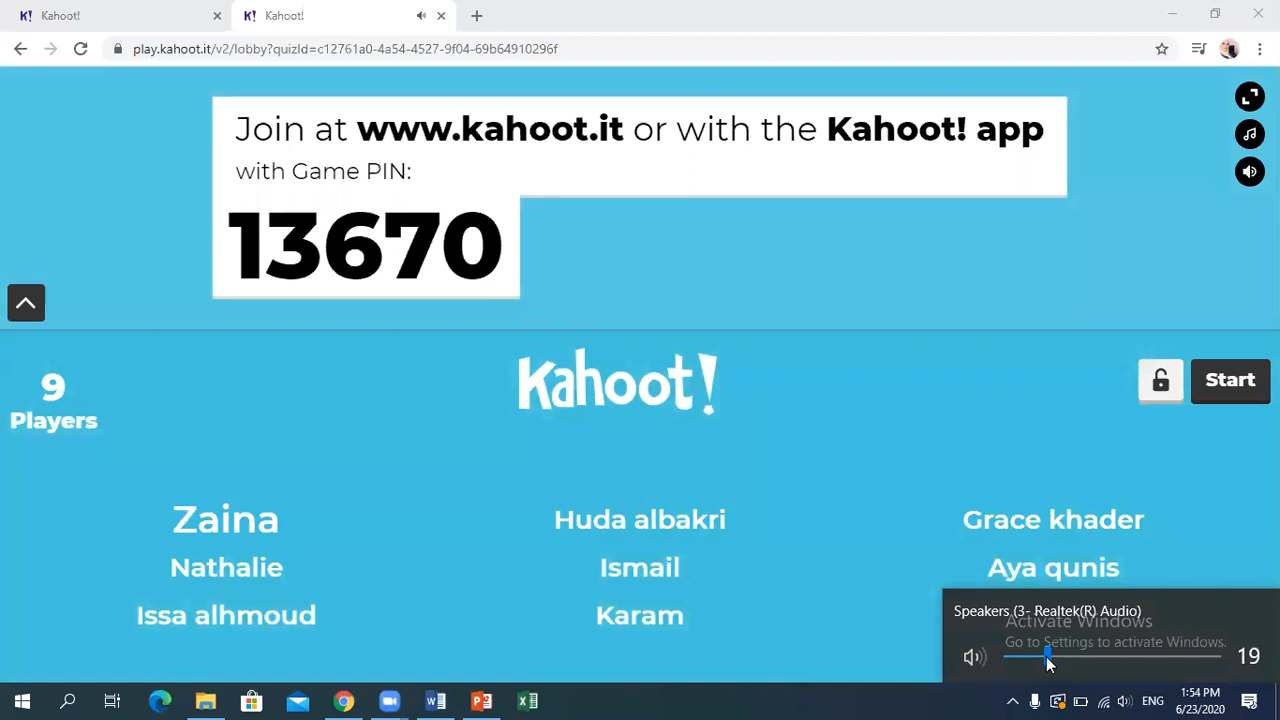 Kahoot!
Kahoot!
play.kahoot.it/v2/lobby?quizId=c12761a0-4a54-4527-9f04-69b64910296f
Join at www.kahoot.it or with the Kahoot! app
with Game PIN:
13670
9
Players
Kahoot!
Start
Zaina
Huda albakri
Grace khader
Nathalie
Ismail
Aya qunis
Issa alhmoud
Karam
Speakers (3- Realtek(R) Audio)
Activate Windows
Go to Settings to activate Windows.
19
ENG
1:54 PM
6/23/2020